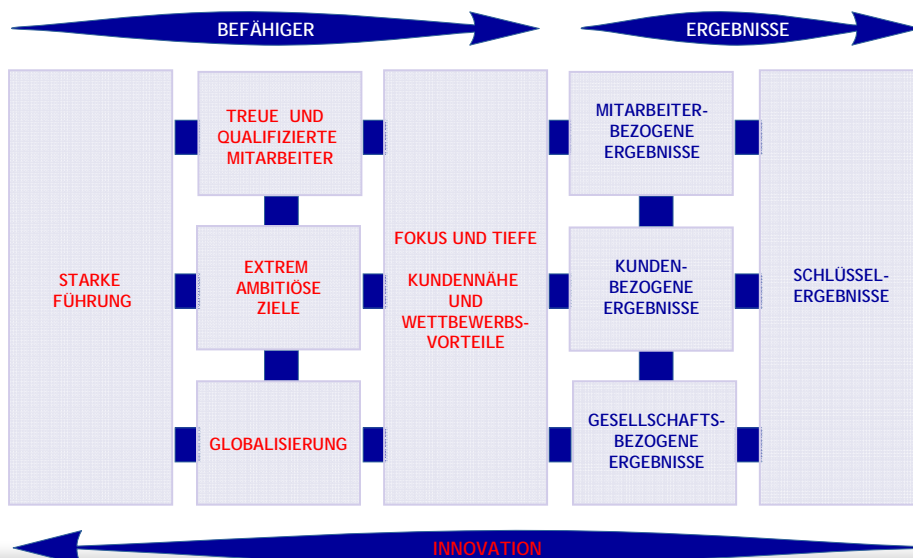 BEFÄHIGER
ERGEBNISSE
STARKE
FÜHRUNG
TREUE UND
QUALIFIZIERTE
MITARBEITER
EXTREM
AMBITIÖSE
ZIELE
GLOBALISIERUNG
FOKUS UND TIEFE
KUNDENNÄHE
UND
WETTBEWERBS-
VORTEILE
MITARBEITER-
BEZOGENE
ERGEBNISSE
KUNDEN-
BEZOGENE
ERGEBNISSE
GESELLSCHAFTS-
BEZOGENE
ERGEBNISSE
SCHLÜSSEL-
ERGEBNISSE
INNOVATION